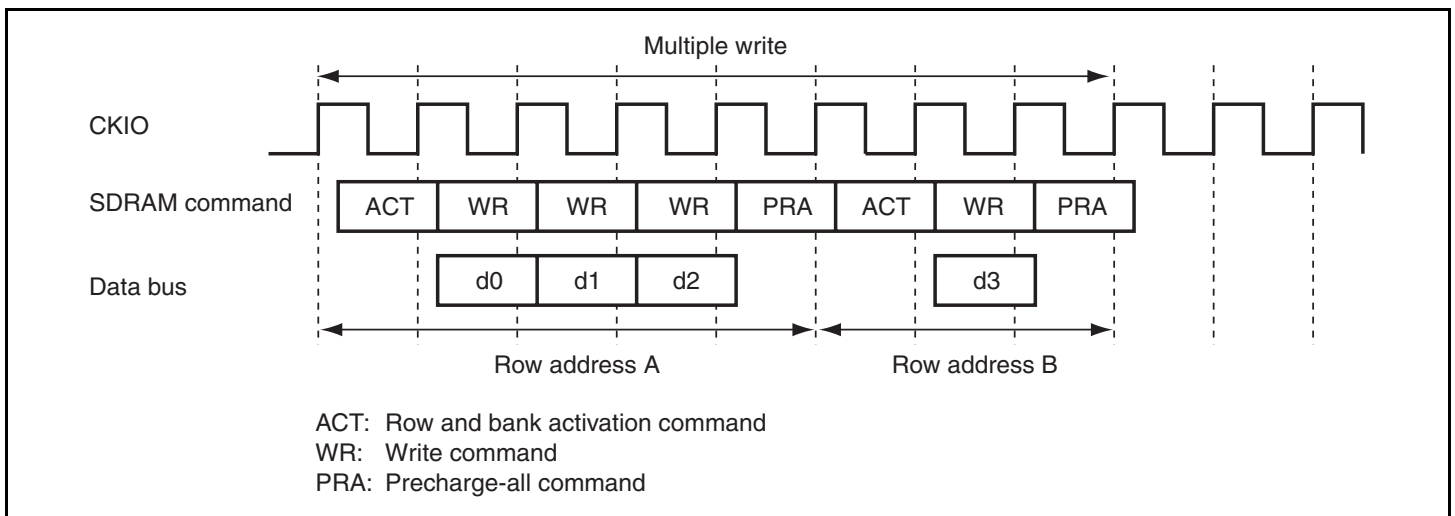 Multiple write
CKIO
SDRAM command ACT WR WR WR PRA ACT WR PRA
Data bus d0 d1 d2 d3
Row address A Row address B
ACT: Row and bank activation command
WR: Write command
PRA: Precharge-all command